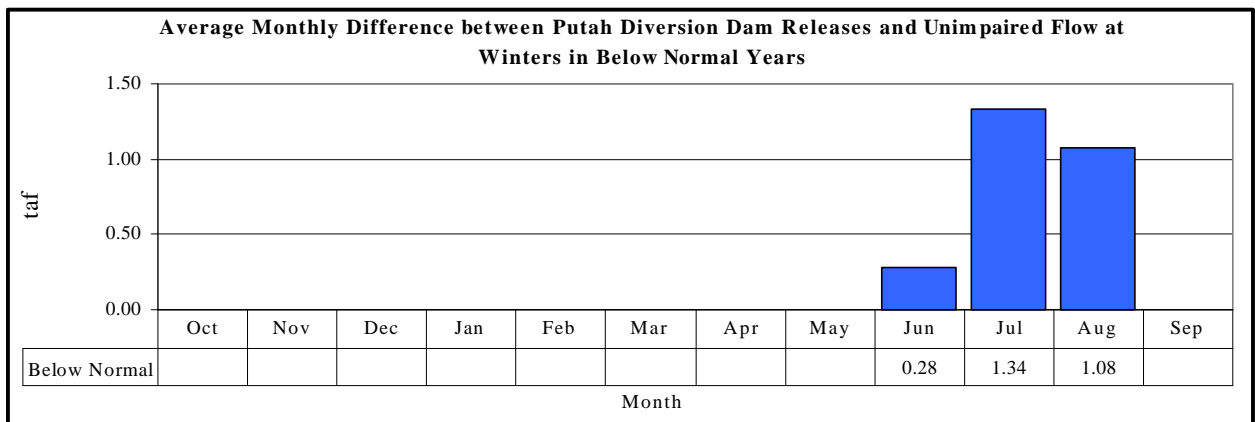 Average Monthly Difference between Putah Diversion Dam Releases and Unimpaired Flow at
Winters in Below Normal Years
1.50
1.00
0.50
0.00
taf
Oct Nov Dec Jan Feb Mar Apr May Jun Jul Aug Sep
Below Normal 0.28 1.34 1.08
Month